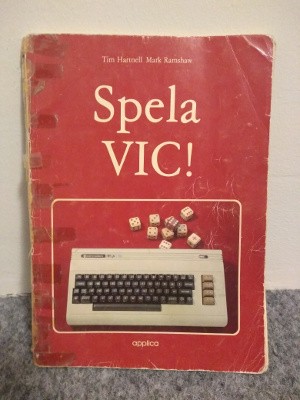 Tim Hartnell Mark Ramshaw
Spela
VIC!
applica